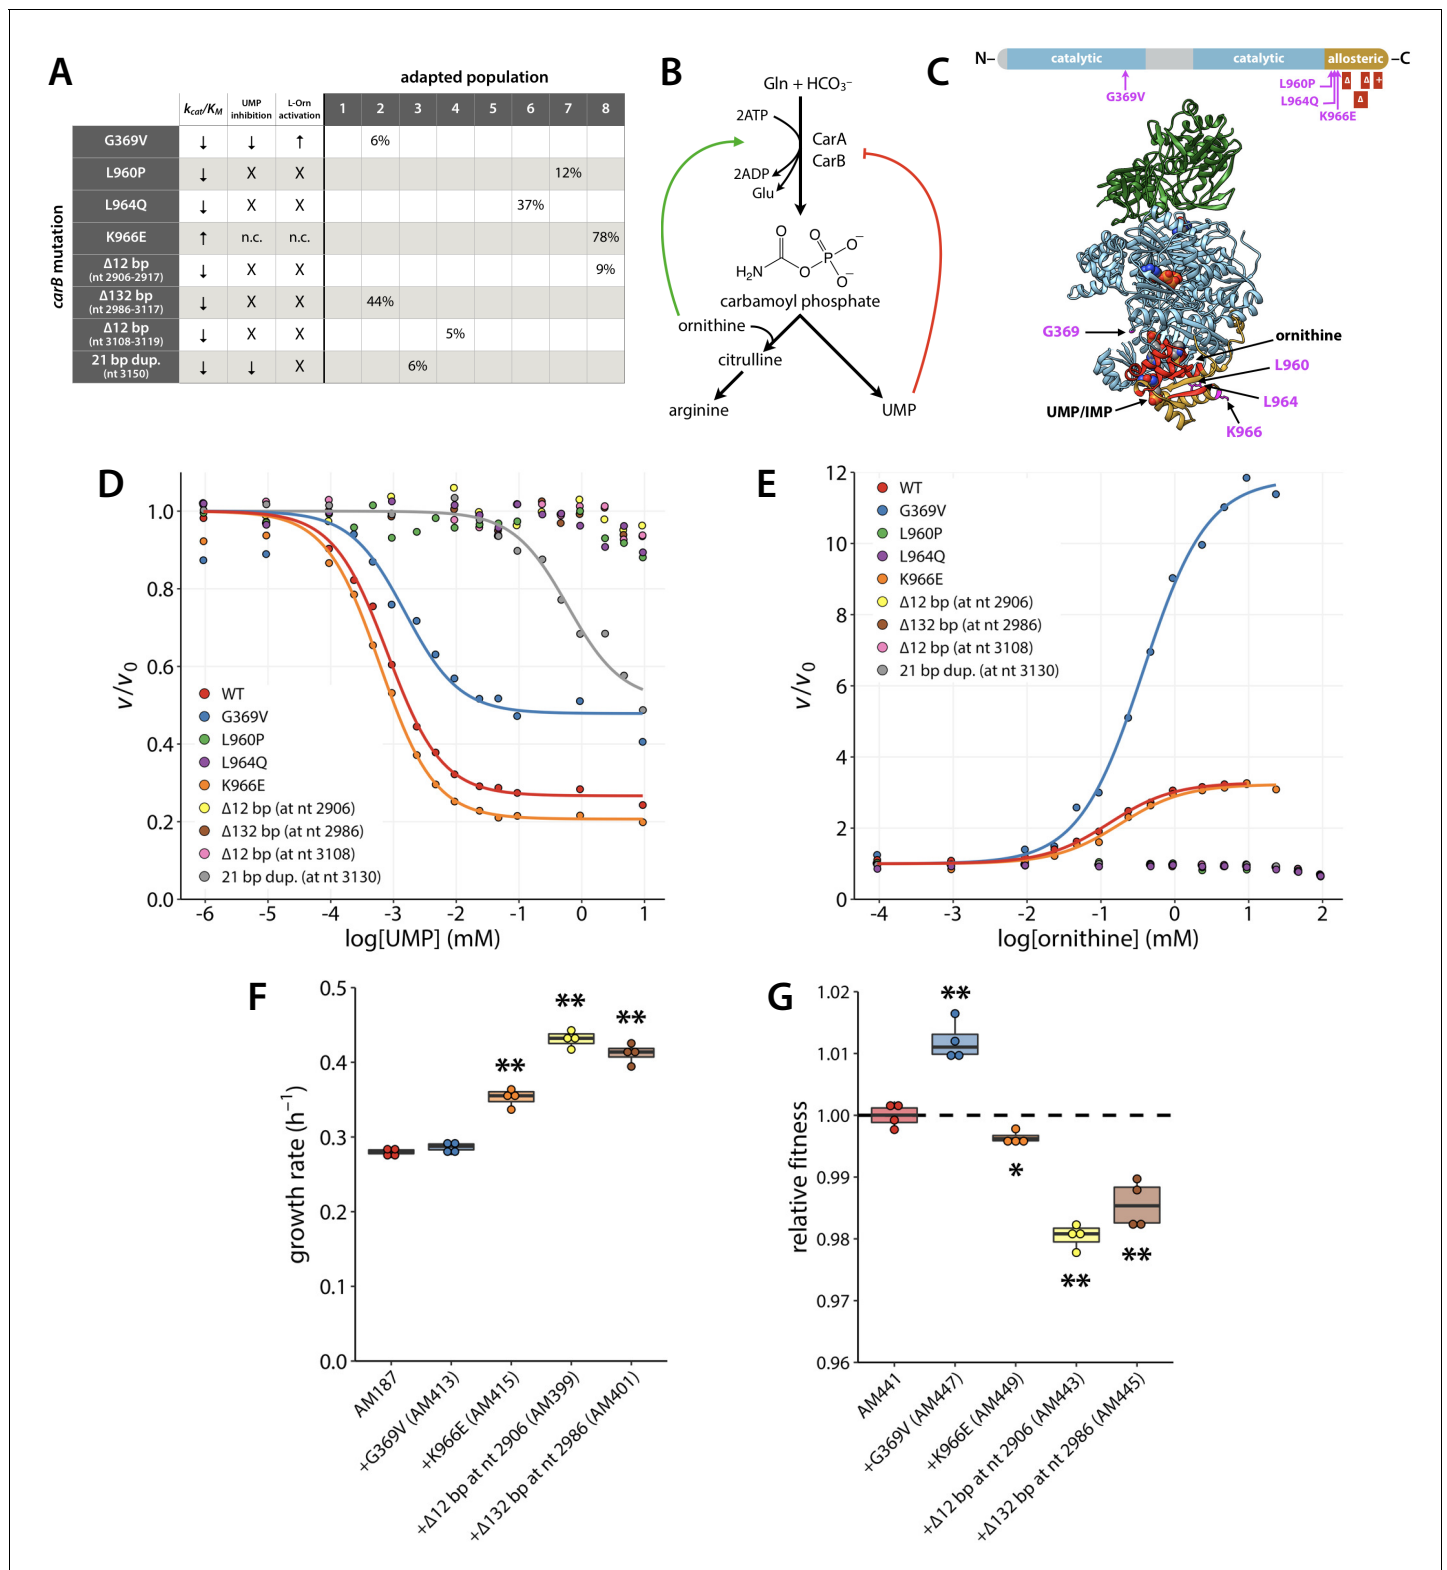 A
adapted population
kcat/KM
UMP inhibition
L-Orn activation
1 2 3 4 5 6 7 8
carB mutation
G369V ↓ ↓ ↑ 6%
L960P ↓ X X 12%
L964Q ↓ X X 37%
K966E ↑ n.c. n.c. 78%
Δ12 bp (nt 2906-2917) ↓ X X 9%
Δ132 bp (nt 2986-3117) ↓ X X 44%
Δ12 bp (nt 3108-3119) ↓ X X 5%
21 bp dup. (nt 3150) ↓ ↓ X 6%
B
Gln + HCO₃⁻
2ATP
CarA
CarB
2ADP
Glu
O
O
O⁻
P
H₂N
O
O⁻
carbamoyl phosphate
ornithine
citrulline
arginine
UMP
C
N– catalytic catalytic allosteric –C
G369V
L960P
L964Q
K966E
Δ Δ +
Δ
G369
ornithine
L960
L964
UMP/IMP
K966
D
v/v₀
1.0
0.8
0.6
0.4
0.2
0.0
WT
G369V
L960P
L964Q
K966E
Δ12 bp (at nt 2906)
Δ132 bp (at nt 2986)
Δ12 bp (at nt 3108)
21 bp dup. (at nt 3130)
-6 -5 -4 -3 -2 -1 0 1
log[UMP] (mM)
E
v/v₀
12
10
8
6
4
2
0
WT
G369V
L960P
L964Q
K966E
Δ12 bp (at nt 2906)
Δ132 bp (at nt 2986)
Δ12 bp (at nt 3108)
21 bp dup. (at nt 3130)
-4 -3 -2 -1 0 1 2
log[ornithine] (mM)
F
growth rate (h⁻¹)
0.5
0.4
0.3
0.2
0.1
0.0
**
**
**
AM187
+G369V (AM413)
+K966E (AM415)
+Δ12 bp at nt 2906 (AM399)
+Δ132 bp at nt 2986 (AM401)
G
relative fitness
1.02
1.01
1.00
0.99
0.98
0.97
0.96
**
*
**
**
AM441
+G369V (AM447)
+K966E (AM449)
+Δ12 bp at nt 2906 (AM443)
+Δ132 bp at nt 2986 (AM445)